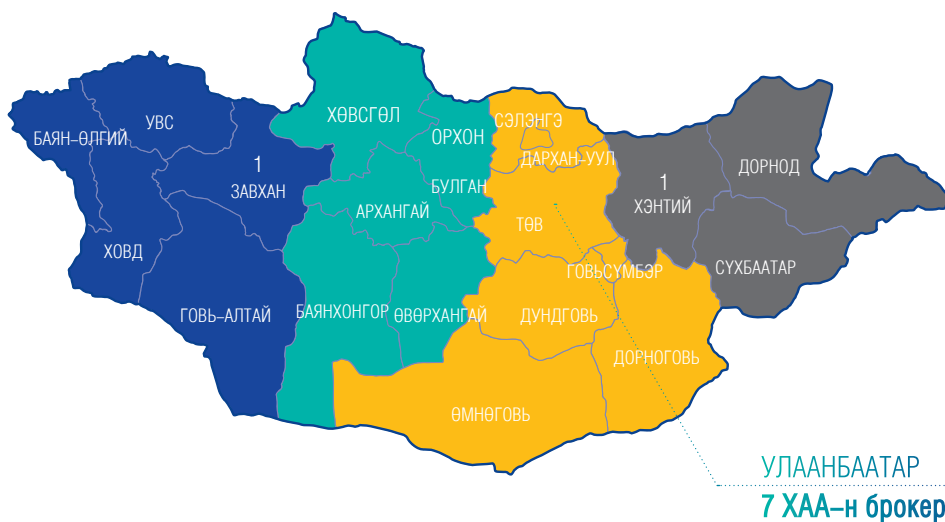 ХӨВСГӨЛ
УВС
БАЯН–ӨЛГИЙ
СЭЛЭНГЭ
ОРХОН
ДАРХАН–УУЛ
1
ЗАВХАН
БУЛГАН
1
ХЭНТИЙ
ДОРНОД
АРХАНГАЙ
ТӨВ
ХОВД
ГОВЬСҮМБЭР
СҮХБААТАР
ГОВЬ–АЛТАЙ
БАЯНХОНГОР
ӨВӨРХАНГАЙ
ДУНДГОВЬ
ДОРНОГОВЬ
ӨМНӨГОВЬ
УЛААНБААТАР
7 ХАА–н брокер